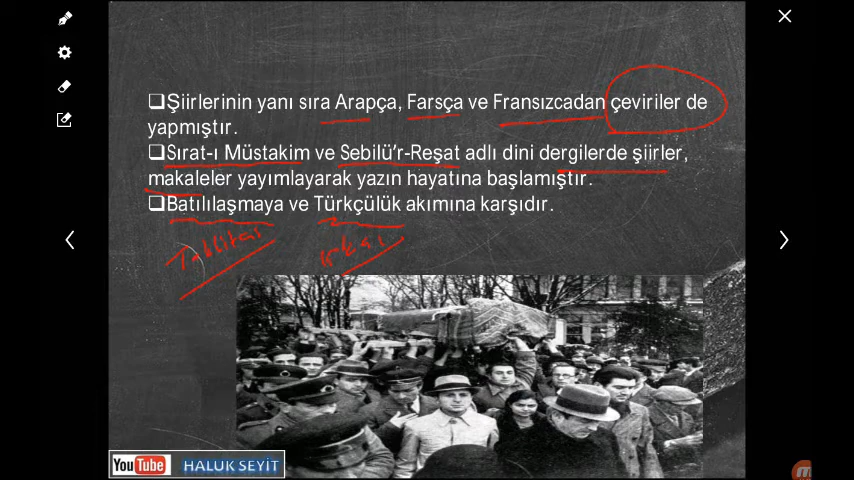 ❑Şiirlerinin yanı sıra Arapça, Farsça ve Fransızcadan çeviriler de
yapmıştır.
❑Sırat-ı Müstakim ve Sebilü'r-Reşat adlı dini dergilerde şiirler,
makaleler yayımlayarak yazın hayatına başlamıştır.
❑Batılılaşmaya ve Türkçülük akımına karşıdır.
YouTube HALUK SEYİT